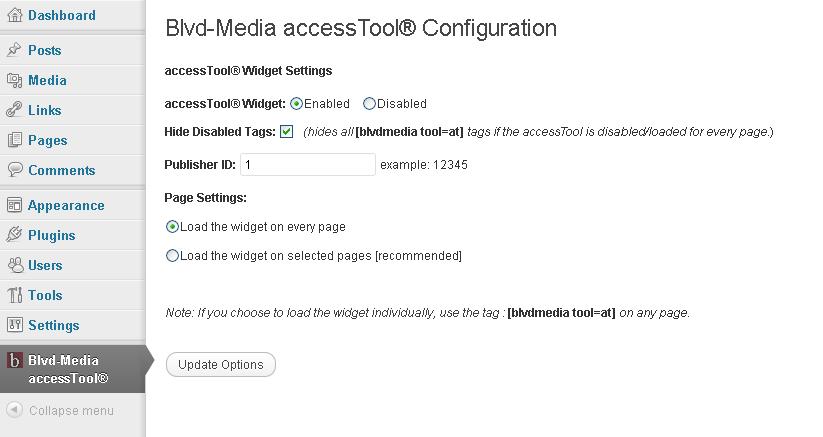 Dashboard
Posts
Media
Links
Pages
Comments
Appearance
Plugins
Users
Tools
Settings
b Blvd-Media
accessTool®
Collapse menu
Blvd-Media accessTool® Configuration
accessTool® Widget Settings
accessTool® Widget: Enabled Disabled
Hide Disabled Tags: (hides all [blvdmedia tool=at] tags if the accessTool is disabled/loaded for every page.)
Publisher ID: 1 example: 12345
Page Settings:
Load the widget on every page
Load the widget on selected pages [recommended]
Note: If you choose to load the widget individually, use the tag : [blvdmedia tool=at] on any page.
Update Options